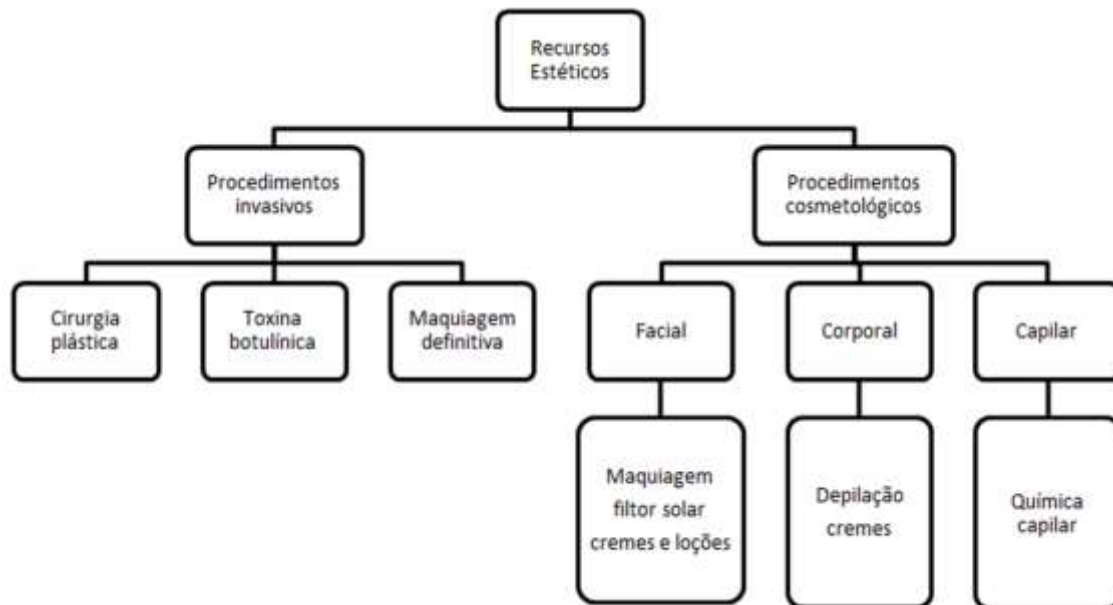 Recursos
Estéticos
Procedimentos
invasivos
Procedimentos
cosmetológicos
Cirurgia
plástica
Toxina
botulínica
Maquiagem
definitiva
Facial
Corporal
Capilar
Maquiagem
filtor solar
cremes e loções
Depilação
cremes
Química
capilar